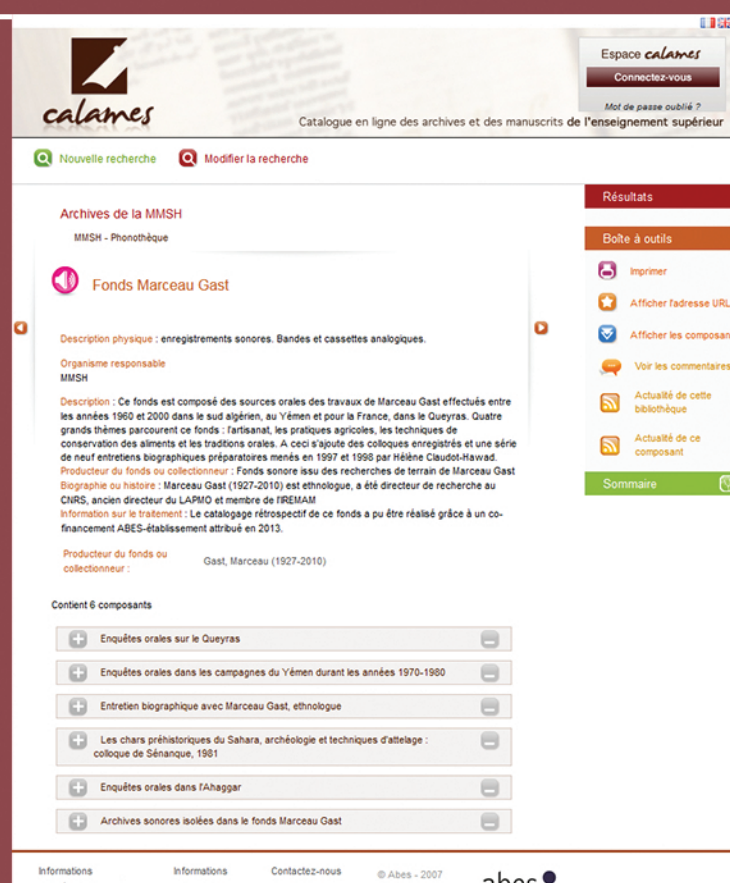 Espace calames
Connectez-vous
Mot de passe oublié ?
calames
Catalogue en ligne des archives et des manuscrits de l'enseignement supérieur
Nouvelle recherche
Modifier la recherche
Archives de la MMSH
MMSH - Phonothèque
Fonds Marceau Gast
Description physique : enregistrements sonores. Bandes et cassettes analogiques.
Organisme responsable
MMSH
Description : Ce fonds est composé des sources orales des travaux de Marceau Gast effectués entre
les années 1960 et 2000 dans le sud algérien, au Yémen et pour la France, dans le Queyras. Quatre
grands thèmes parcourent ce fonds : l'artisanat, les pratiques agricoles, les techniques de
conservation des aliments et les traditions orales. A ceci s'ajoute des colloques enregistrés et une série
de neuf entretiens biographiques préparatoires menés en 1997 et 1998 par Hélène Claudot-Hawad.
Producteur du fonds ou collectionneur : Fonds sonore issu des recherches de terrain de Marceau Gast
Biographie ou histoire : Marceau Gast (1927-2010) est ethnologue, a été directeur de recherche au
CNRS, ancien directeur du LAPMO et membre de l'IREMAM
Information sur le traitement : Le catalogage rétrospectif de ce fonds a pu être réalisé grâce à un co-
financement ABES-établissement attribué en 2013.
Producteur du fonds ou
collectionneur :
Gast, Marceau (1927-2010)
Contient 6 composants
Enquêtes orales sur le Queyras
Enquêtes orales dans les campagnes du Yémen durant les années 1970-1980
Entretien biographique avec Marceau Gast, ethnologue
Les chars préhistoriques du Sahara, archéologie et techniques d'attelage :
colloque de Sénanque, 1981
Enquêtes orales dans l'Ahaggar
Archives sonores isolées dans le fonds Marceau Gast
Résultats
Boîte à outils
Imprimer
Afficher l'adresse URL
Afficher les composan
Voir les commentaires
Actualité de cette
bibliothèque
Actualité de ce
composant
Sommaire
Informations
Informations
Contactez-nous
© Abes - 2007
abes